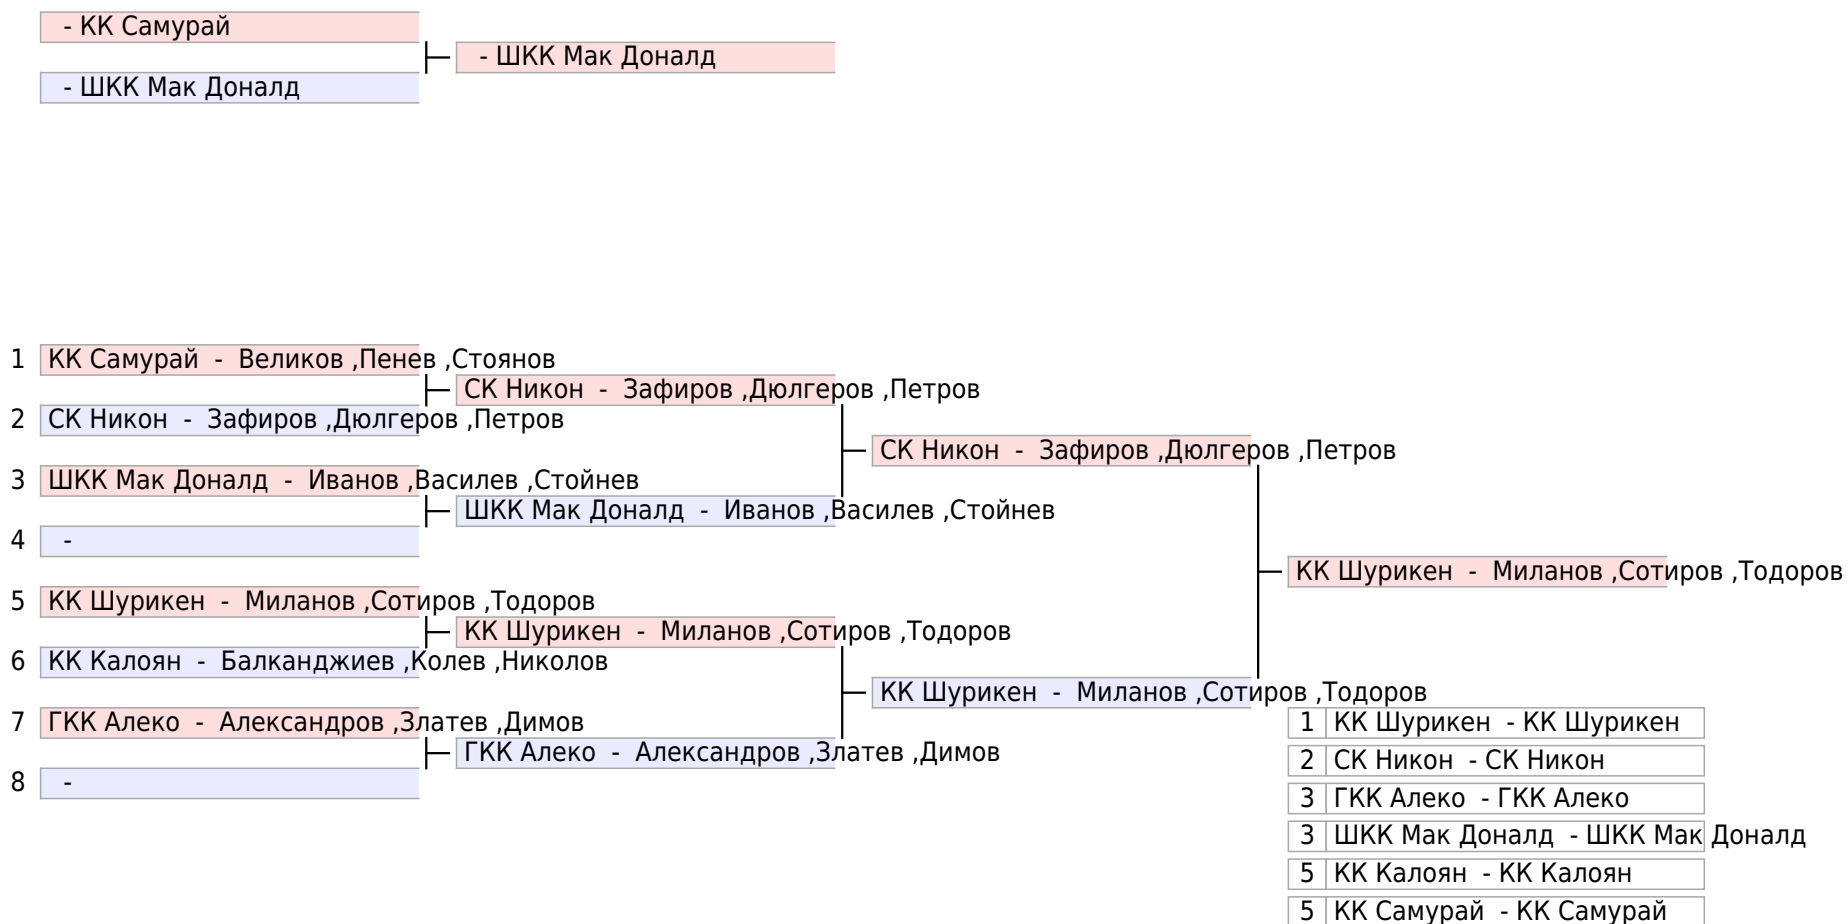 - КК Самурай
- ШКК Мак Доналд
- ШКК Мак Доналд
1 КК Самурай - Великов ,Пенев ,Стоянов
СК Никон - Зафиров ,Дюлгеров ,Петров
2 СК Никон - Зафиров ,Дюлгеров ,Петров
СК Никон - Зафиров ,Дюлгеров ,Петров
3 ШКК Мак Доналд - Иванов ,Василев ,Стойнев
ШКК Мак Доналд - Иванов ,Василев ,Стойнев
4 -
КК Шурикен - Миланов ,Сотиров ,Тодоров
5 КК Шурикен - Миланов ,Сотиров ,Тодоров
КК Шурикен - Миланов ,Сотиров ,Тодоров
6 КК Калоян - Балканджиев ,Колев ,Николов
КК Шурикен - Миланов ,Сотиров ,Тодоров
7 ГКК Алеко - Александров ,Златев ,Димов
ГКК Алеко - Александров ,Златев ,Димов
8 -
1 КК Шурикен - КК Шурикен
2 СК Никон - СК Никон
3 ГКК Алеко - ГКК Алеко
3 ШКК Мак Доналд - ШКК Мак Доналд
5 КК Калоян - КК Калоян
5 КК Самурай - КК Самурай